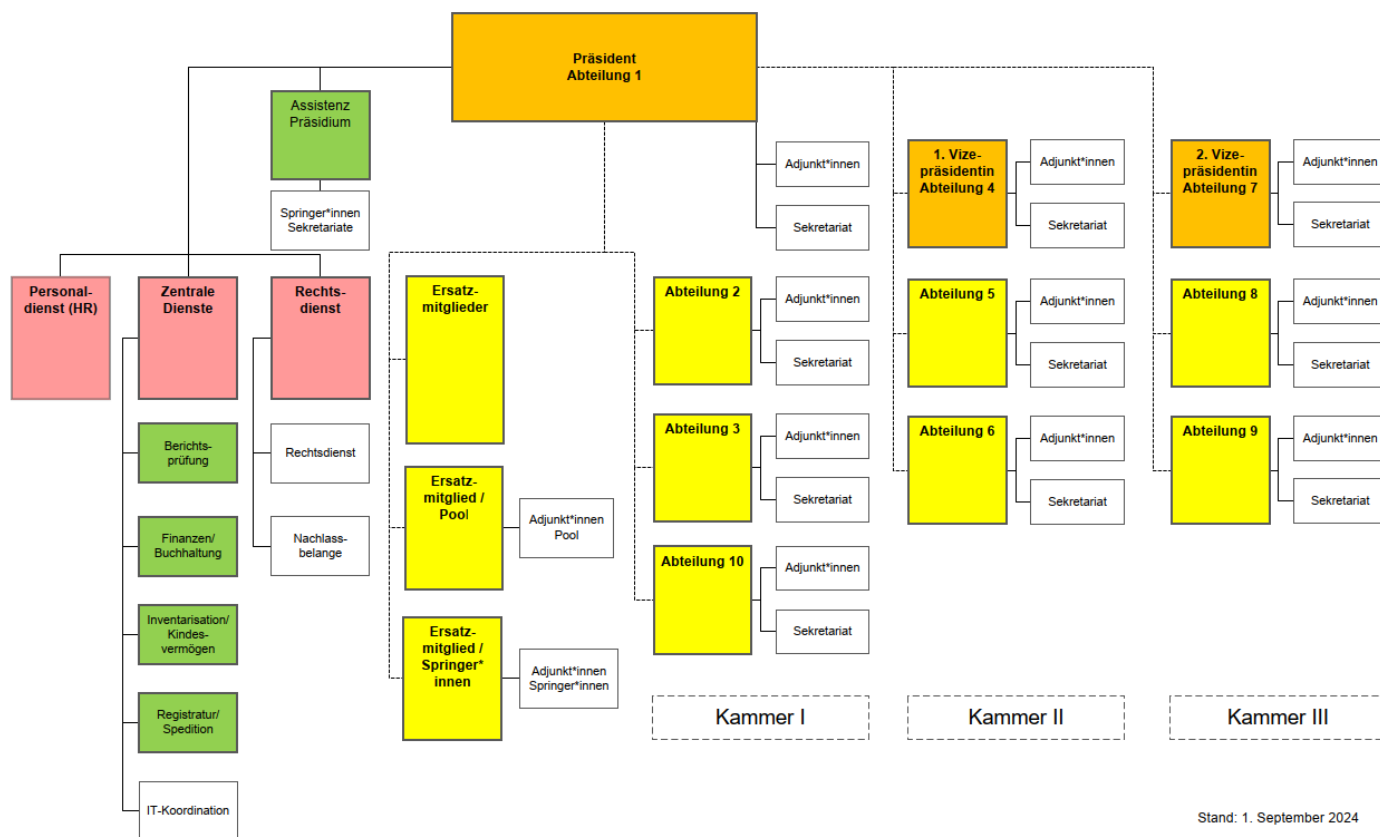 Präsident
Abteilung 1
Assistenz
Präsidium
Springer*innen
Sekretariate
Adjunkt*innen
Sekretariat
1. Vize-
präsidentin
Abteilung 4
Adjunkt*innen
Sekretariat
2. Vize-
präsidentin
Abteilung 7
Adjunkt*innen
Sekretariat
Personal-
dienst (HR)
Zentrale
Dienste
Rechts-
dienst
Berichts-
prüfung
Finanzen/
Buchhaltung
Inventarisation/
Kindes-
vermögen
Registratur/
Spedition
IT-Koordination
Rechtsdienst
Nachlass-
belange
Ersatz-
mitglieder
Ersatz-
mitglied /
Pool
Adjunkt*innen
Pool
Ersatz-
mitglied /
Springer*
innen
Adjunkt*innen
Springer*innen
Abteilung 2
Adjunkt*innen
Sekretariat
Abteilung 3
Adjunkt*innen
Sekretariat
Abteilung 10
Adjunkt*innen
Sekretariat
Kammer I
Abteilung 5
Adjunkt*innen
Sekretariat
Abteilung 6
Adjunkt*innen
Sekretariat
Kammer II
Abteilung 8
Adjunkt*innen
Sekretariat
Abteilung 9
Adjunkt*innen
Sekretariat
Kammer III
Stand: 1. September 2024